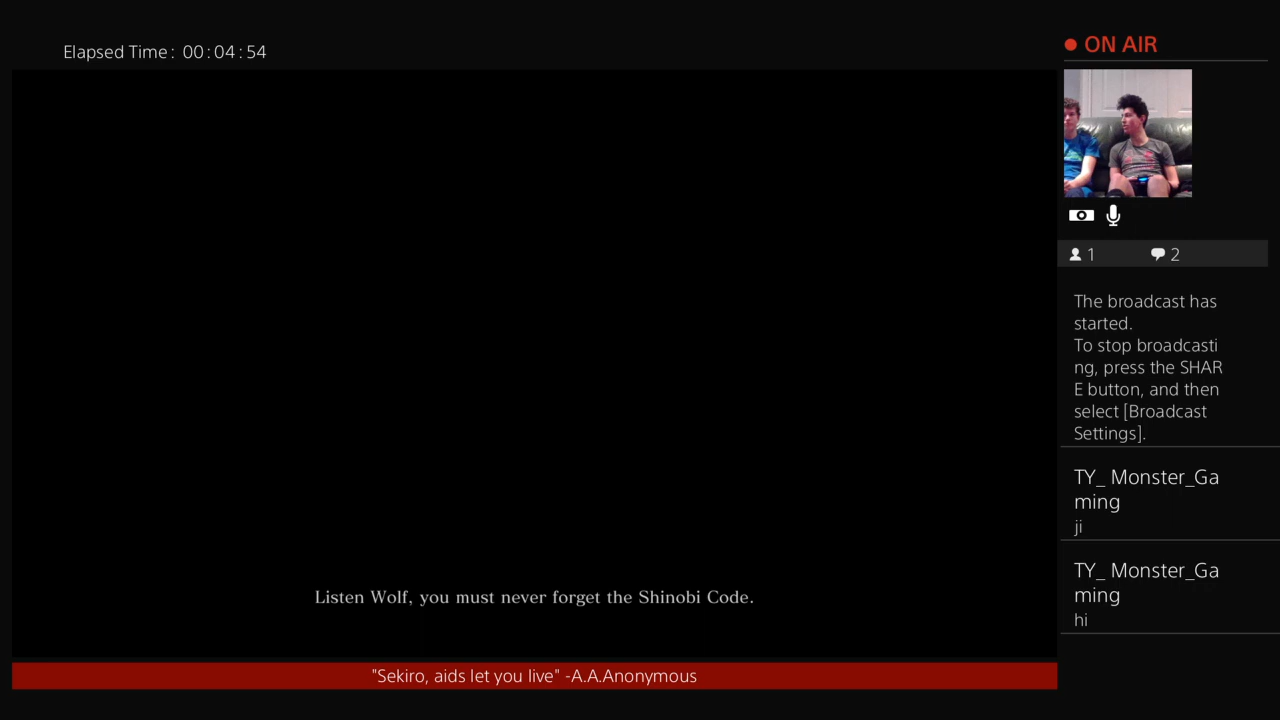 Elapsed Time: 00:04:54
ON AIR
1 2
The broadcast has
started.
To stop broadcasti
ng, press the SHAR
E button, and then
select [Broadcast
Settings].
TY_ Monster_Ga
ming
ji
TY_ Monster_Ga
ming
hi
Listen Wolf, you must never forget the Shinobi Code.
"Sekiro, aids let you live" -A.A.Anonymous